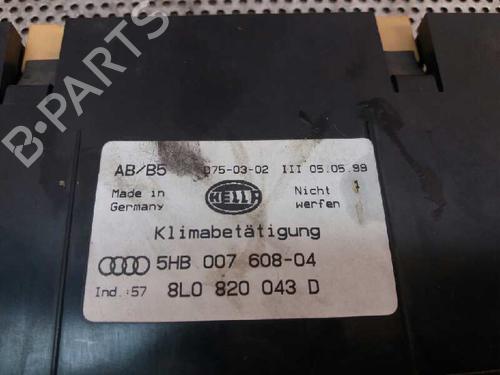 AB/B5 075-03-02 III 05.05.99
Made in Germany
HELLA
Nicht werfen
Klimabetätigung
5HB 007 608-04
Ind.:57 8L0 820 043 D
B-PARTS